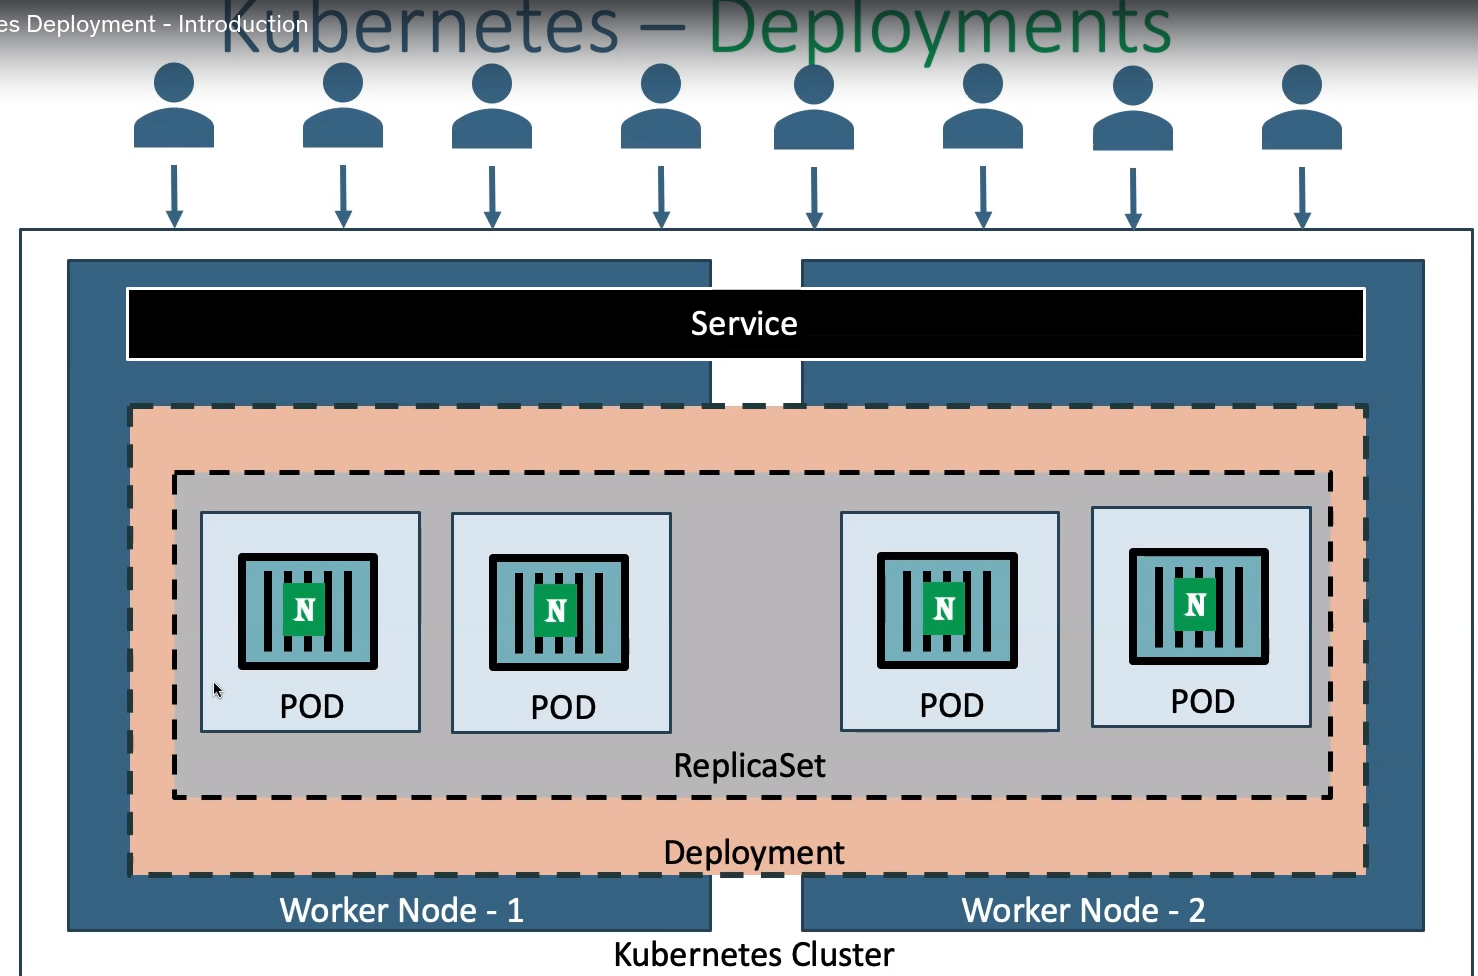 es Deployment - Introduction
Kubernetes – Deployments
Service
N
N
N
N
POD
POD
POD
POD
ReplicaSet
Deployment
Worker Node - 1
Worker Node - 2
Kubernetes Cluster